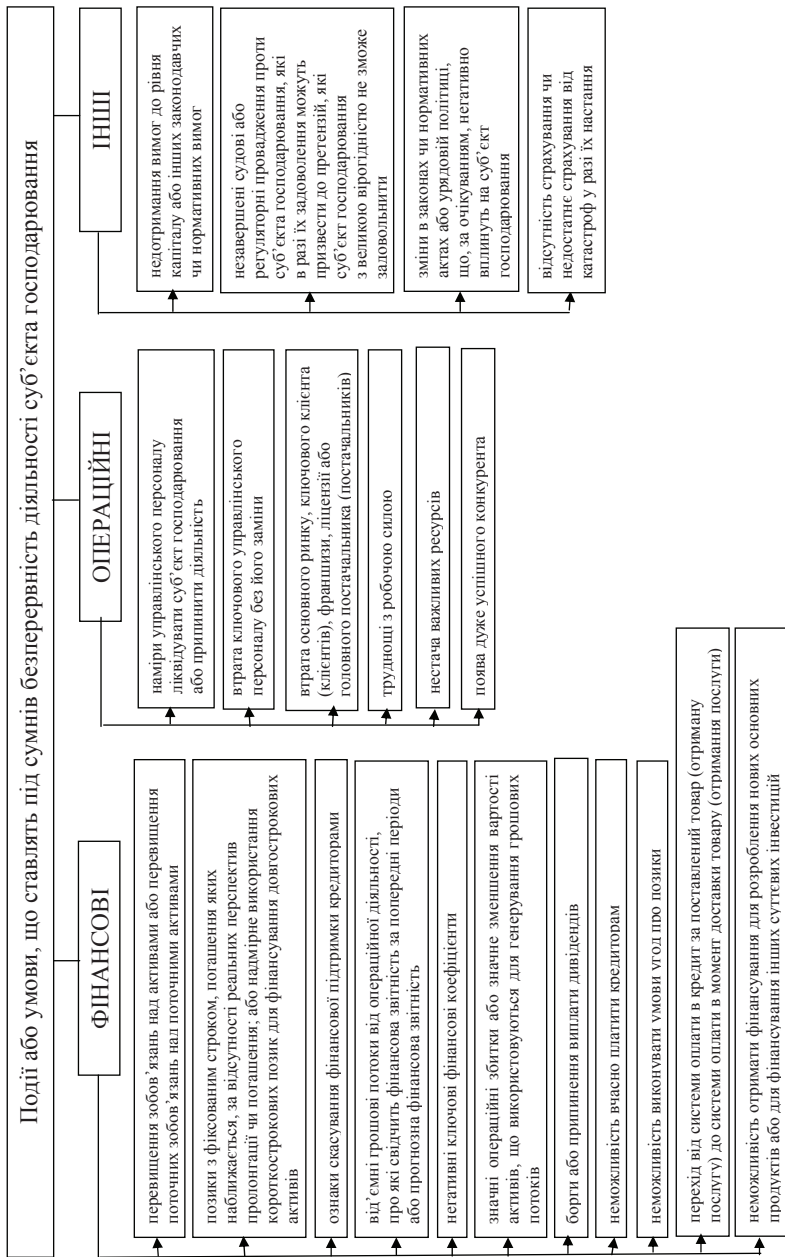 Події або умови, що ставлять під сумнів безперервність діяльності суб’єкта господарювання
ФІНАНСОВІ
перевищення зобов’язань над активами або перевищення
поточних зобов’язань над поточними активами
позики з фіксованим строком, погашення яких
наближається, за відсутності реальних перспектив
пролонгації чи погашення; або надмірне використання
короткострокових позик для фінансування довгострокових
активів
ознаки скасування фінансової підтримки кредиторами
від’ємні грошові потоки від операційної діяльності,
про які свідчить фінансова звітність за попередні періоди
або прогнозна фінансова звітність
негативні ключові фінансові коефіцієнти
значні операційні збитки або значне зменшення вартості
активів, що використовуються для генерування грошових
потоків
борги або припинення виплати дивідендів
неможливість вчасно платити кредиторам
неможливість виконувати умови угод про позики
перехід від системи оплати в кредит за поставлений товар (отриману
послугу) до системи оплати в момент доставки товару (отримання послуги)
неможливість отримати фінансування для розроблення нових основних
продуктів або для фінансування інших суттєвих інвестицій
ОПЕРАЦІЙНІ
наміри управлінського персоналу
ліквідувати суб’єкт господарювання
або припинити діяльність
втрата ключового управлінського
персоналу без його заміни
втрата основного ринку, ключового клієнта
(клієнтів), франшизи, ліцензії або
головного постачальника (постачальників)
труднощі з робочою силою
нестача важливих ресурсів
поява дуже успішного конкурента
ІНШІ
недотримання вимог до рівня
капіталу або інших законодавчих
чи нормативних вимог
незавершені судові або
регуляторні провадження проти
суб’єкта господарювання, які
в разі їх задоволення можуть
призвести до претензій, які
суб’єкт господарювання
з великою вірогідністю не зможе
задовольнити
зміни в законах чи нормативних
актах або урядовій політиці,
що, за очікуванням, негативно
вплинуть на суб’єкт
господарювання
відсутність страхування чи
недостатнє страхування від
катастроф у разі їх настання